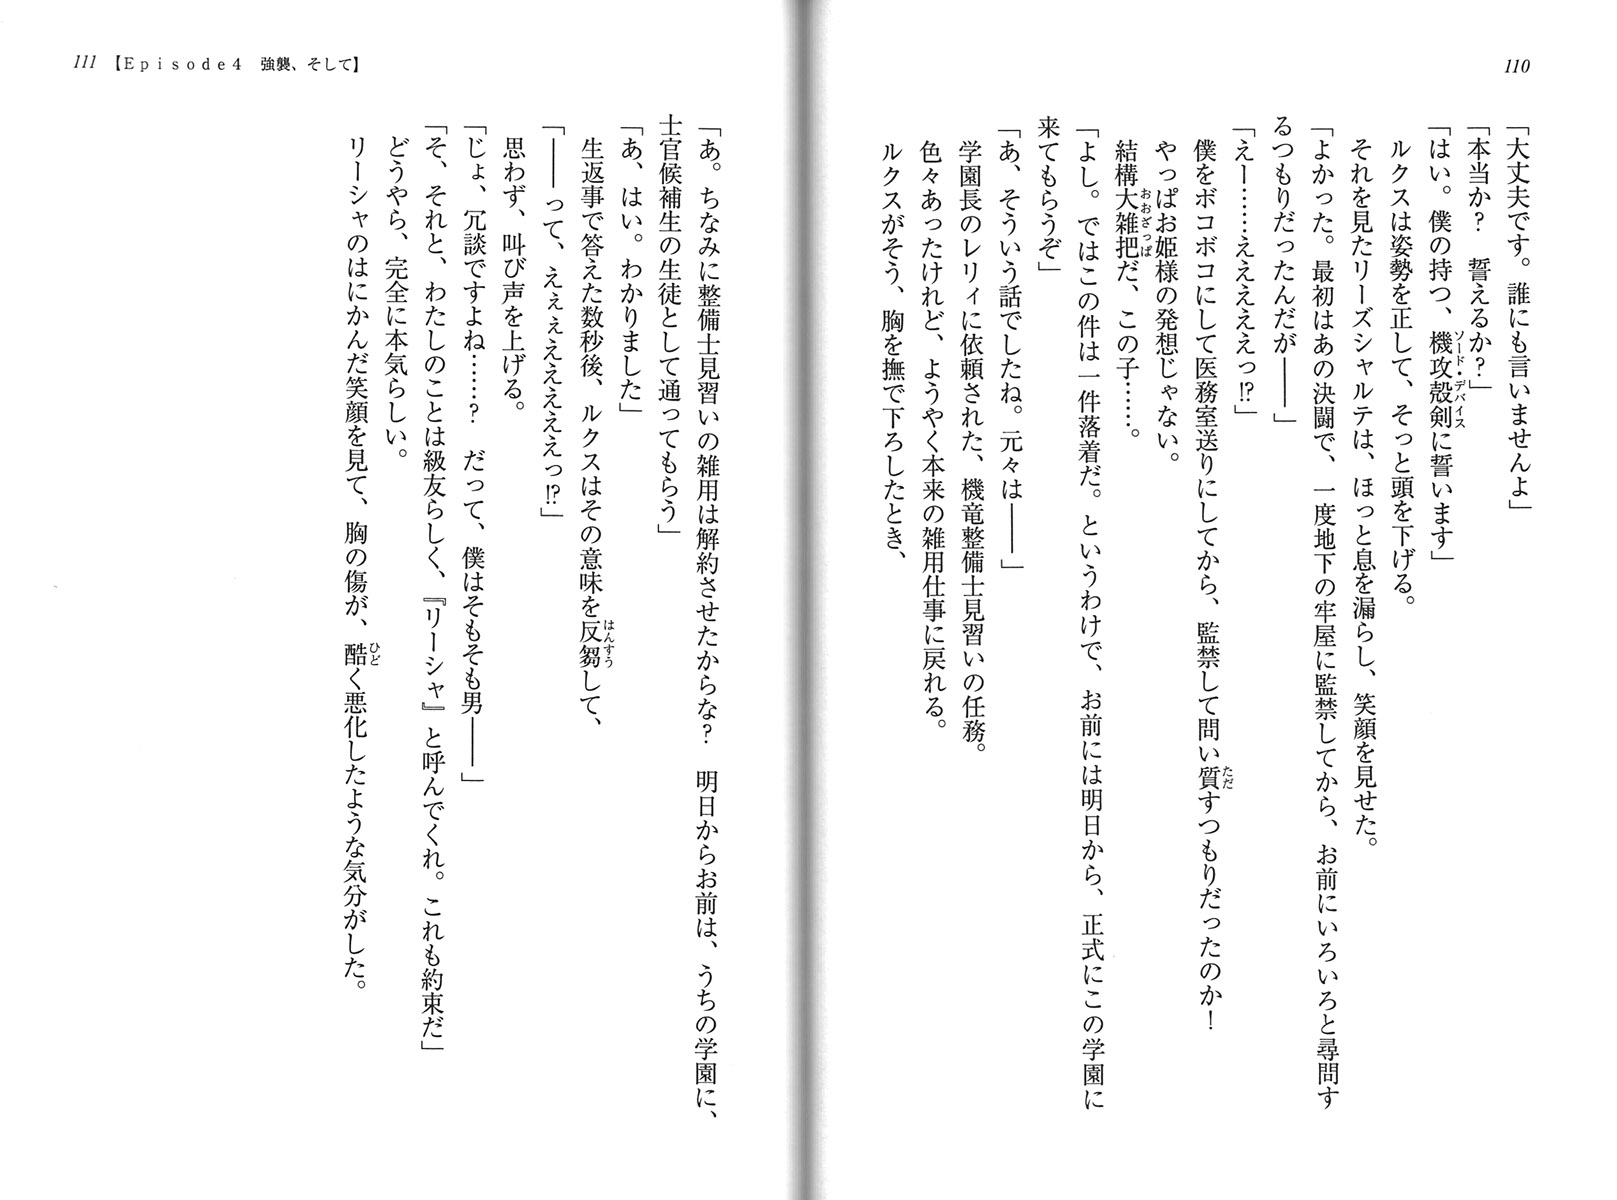 110
「大丈夫です。誰にも言いませんよ」
「本当か？　誓えるか？」
「はい。僕の持つ、機攻殻剣ソード・デバイスに誓います」
ルクスは姿勢を正して、そっと頭を下げる。
それを見たリーズシャルテは、ほっと息を漏らし、笑顔を見せた。
「よかった。最初はあの決闘で、一度地下の牢屋に監禁してから、お前にいろいろと尋問す
るつもりだったんだが――」
「えー……えええええっ!?」
僕をボコボコにして医務室送りにしてから、監禁して問い質ただすつもりだったのか！
やっぱお姫様の発想じゃない。
結構大雑把おおざっぱだ、この子……。
「よし。ではこの件は一件落着だ。というわけで、お前には明日から、正式にこの学園に
来てもらうぞ」
「あ、そういう話でしたね。元々は――」
学園長のレリィに依頼された、機竜整備士見習いの任務。
色々あったけれど、ようやく本来の雑用仕事に戻れる。
ルクスがそう、胸を撫で下ろしたとき、
111 【Episode4　強襲、そして】
「あ。ちなみに整備士見習いの雑用は解約させたからな？　明日からお前は、うちの学園に、
士官候補生の生徒として通ってもらう」
「あ、はい。わかりました」
生返事で答えた数秒後、ルクスはその意味を反芻はんすうして、
「――って、えぇぇええええっ!?」
思わず、叫び声を上げる。
「じょ、冗談ですよね……？　だって、僕はそもそも男――」
「そ、それと、わたしのことは級友らしく、『リーシャ』と呼んでくれ。これも約束だ」
どうやら、完全に本気らしい。
リーシャのはにかんだ笑顔を見て、胸の傷が、酷ひどく悪化したような気分がした。